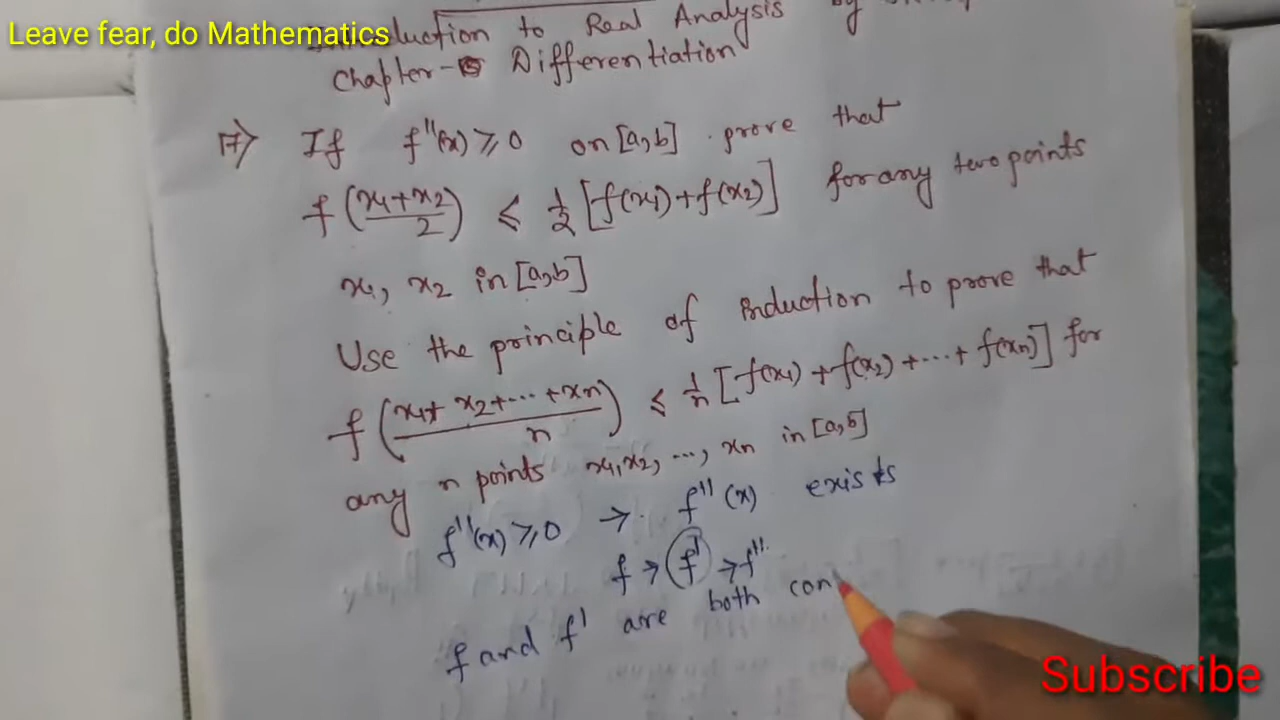 Leave fear, do Mathematics
to Real Analysis by
Chapter-5 Differentiation
17) If f''(x) ≥ 0 on [a,b]. prove that
f((x1+x2)/2) ≤ 1/2 [f(x1)+f(x2)] for any two points
x1, x2 in [a,b]
Use the principle of induction to prove that
f((x1+x2+...+xn)/n) ≤ 1/n [f(x1)+f(x2)+...+f(xn)] for
any n points x1,x2, ..., xn in [a,b]
f''(x) ≥ 0 → f''(x) exists
f → f' → f''
f and f' are both con
Subscribe